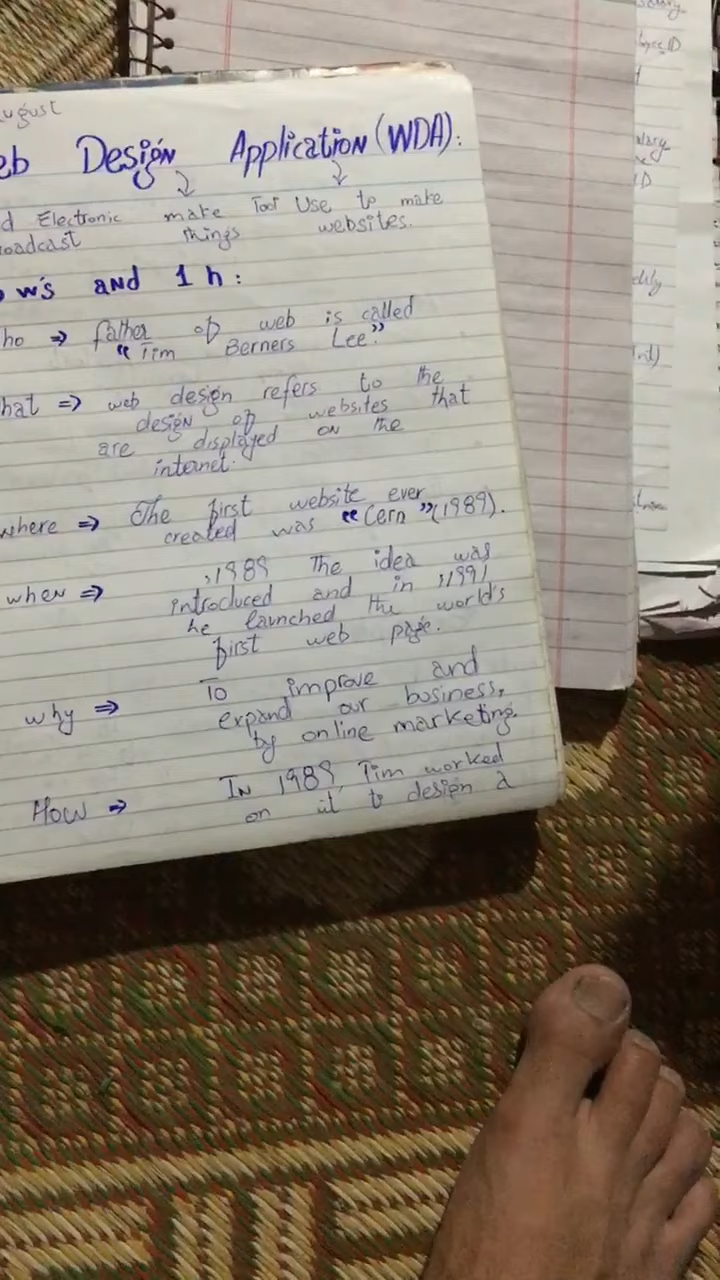 August
eb Design Application (WDA):
d Electronic make Tool Use to make
roadcast things websites.
w's and 1 h:
ho ⇒ father of web is called
"Tim Berners Lee"
hat ⇒ web design refers to the
design of websites that
are displayed on the
internet.
where ⇒ The first website ever
created was "Cern" (1989).
when ⇒ ,1989 The idea was
introduced and in ,1991
he launched the world's
first web page.
why ⇒ To improve and
expand our business,
by online marketing.
How ⇒ In 1989, Tim worked
on it to design a